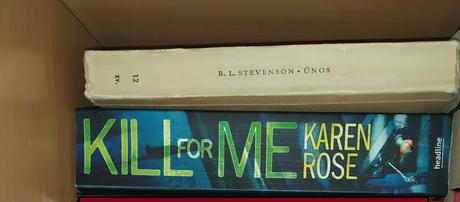 R. L. STEVENSON • ÚNOS
12
XV.
KILL FOR ME
KAREN
ROSE
headline